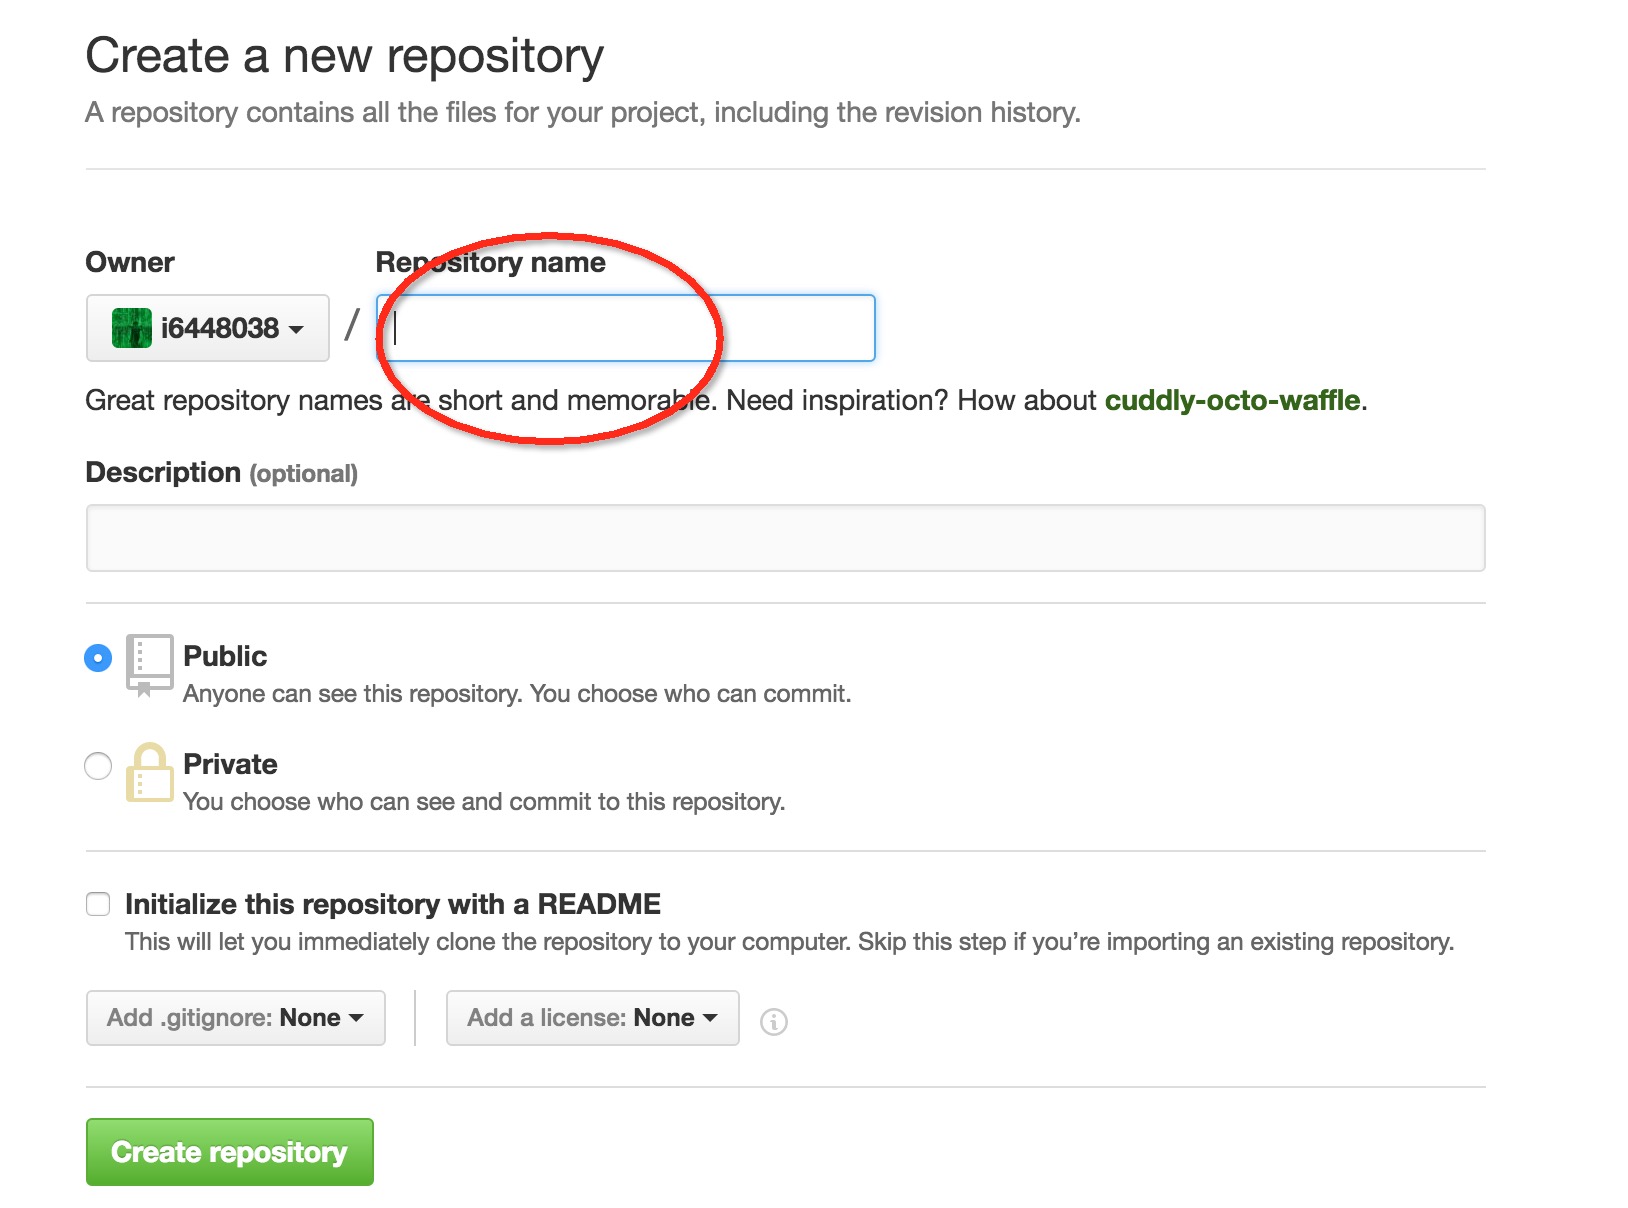 Create a new repository
A repository contains all the files for your project, including the revision history.
Owner Repository name
i6448038 /
Great repository names are short and memorable. Need inspiration? How about cuddly-octo-waffle.
Description (optional)
Public
Anyone can see this repository. You choose who can commit.
Private
You choose who can see and commit to this repository.
Initialize this repository with a README
This will let you immediately clone the repository to your computer. Skip this step if you’re importing an existing repository.
Add .gitignore: None Add a license: None
Create repository